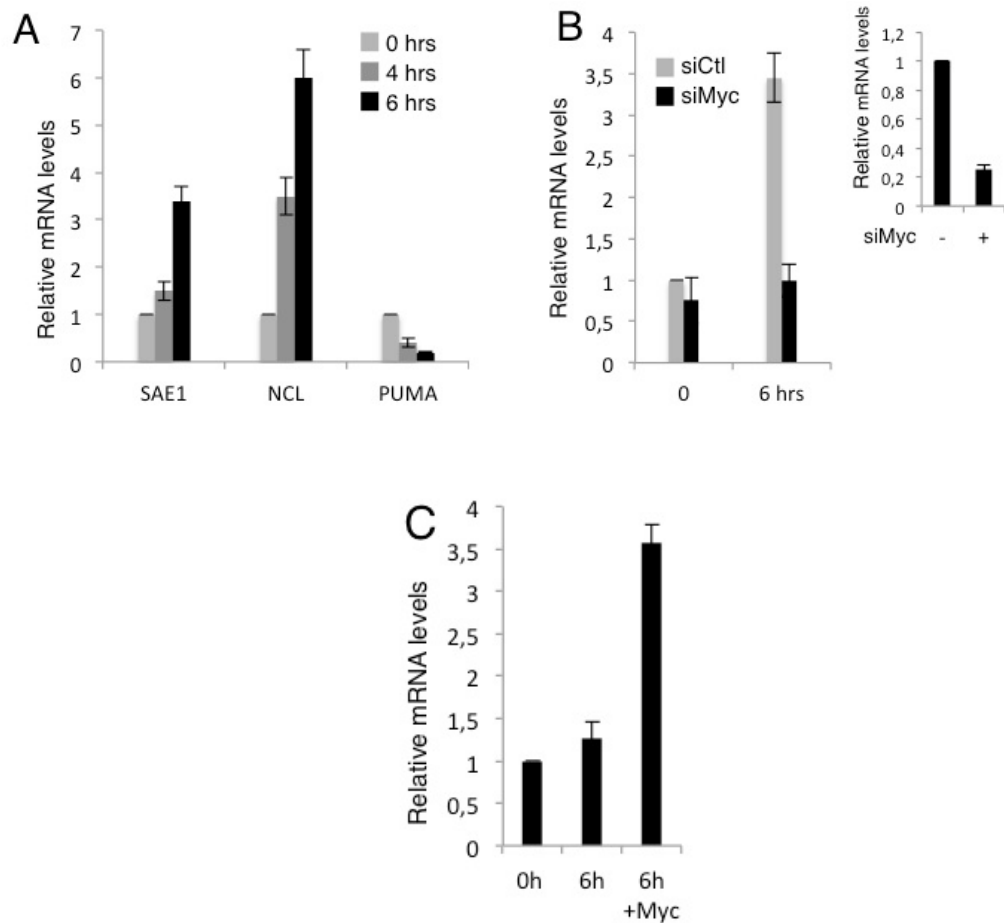 A
Relative mRNA levels
7
6
5
4
3
2
1
0
0 hrs
4 hrs
6 hrs
SAE1 NCL PUMA
B
Relative mRNA levels
4
3,5
3
2,5
2
1,5
1
0,5
0
siCtl
siMyc
0 6 hrs
Relative mRNA levels
1,2
1
0,8
0,6
0,4
0,2
0
siMyc - +
C
Relative mRNA levels
4
3,5
3
2,5
2
1,5
1
0,5
0
0h 6h 6h
+Myc